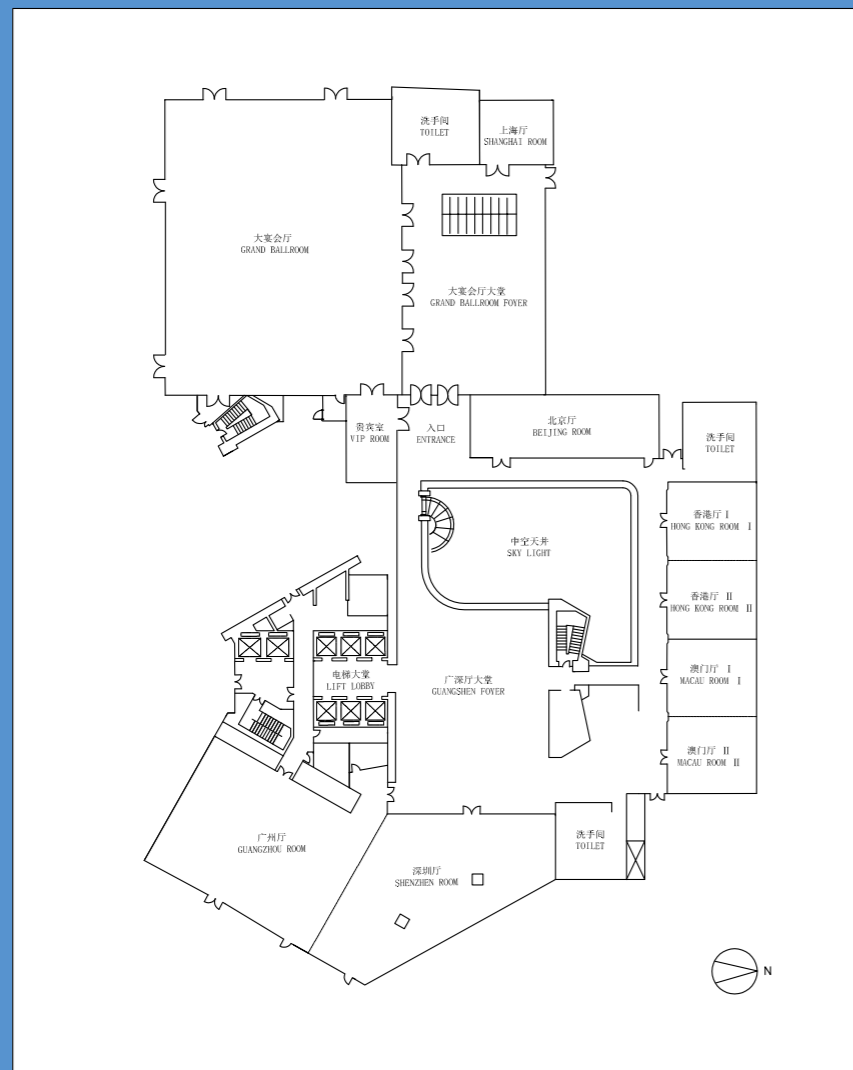 洗手间
TOILET
上海厅
SHANGHAI ROOM
大宴会厅
GRAND BALLROOM
大宴会厅大堂
GRAND BALLROOM FOYER
贵宾室
VIP ROOM
入口
ENTRANCE
北京厅
BEIJING ROOM
洗手间
TOILET
香港厅 I
HONG KONG ROOM I
中空天井
SKY LIGHT
香港厅 II
HONG KONG ROOM II
电梯大堂
LIFT LOBBY
广深厅大堂
GUANGSHEN FOYER
澳门厅 I
MACAU ROOM I
澳门厅 II
MACAU ROOM II
广州厅
GUANGZHOU ROOM
洗手间
TOILET
深圳厅
SHENZHEN ROOM
N